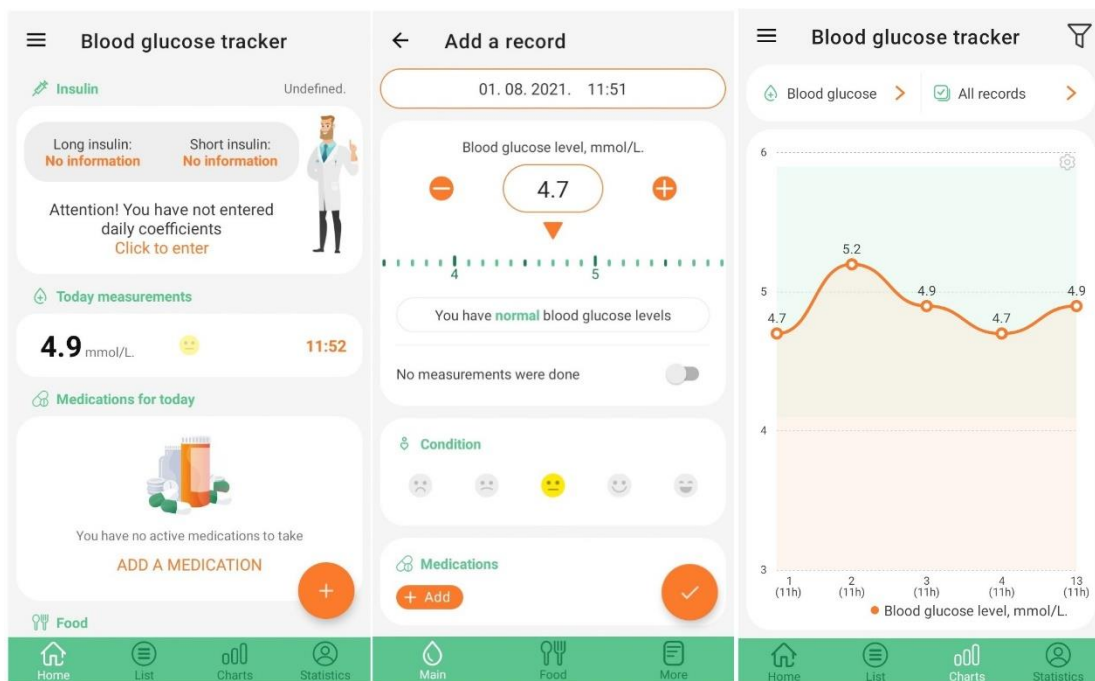 Blood glucose tracker
Insulin
Undefined.
Long insulin:
No information
Short insulin:
No information
Attention! You have not entered
daily coefficients
Click to enter
Today measurements
4.9 mmol/L.
11:52
Medications for today
You have no active medications to take
ADD A MEDICATION
+
Food
Home
List
Charts
Statistics
Add a record
01. 08. 2021. 11:51
Blood glucose level, mmol/L.
4.7
4
5
You have normal blood glucose levels
No measurements were done
Condition
Medications
+ Add
Main
Food
More
Blood glucose tracker
Blood glucose
All records
6
5
4
3
4.7
5.2
4.9
4.7
4.9
1
(11h)
2
(11h)
3
(11h)
4
(11h)
13
(11h)
Blood glucose level, mmol/L.
Home
List
Charts
Statistics